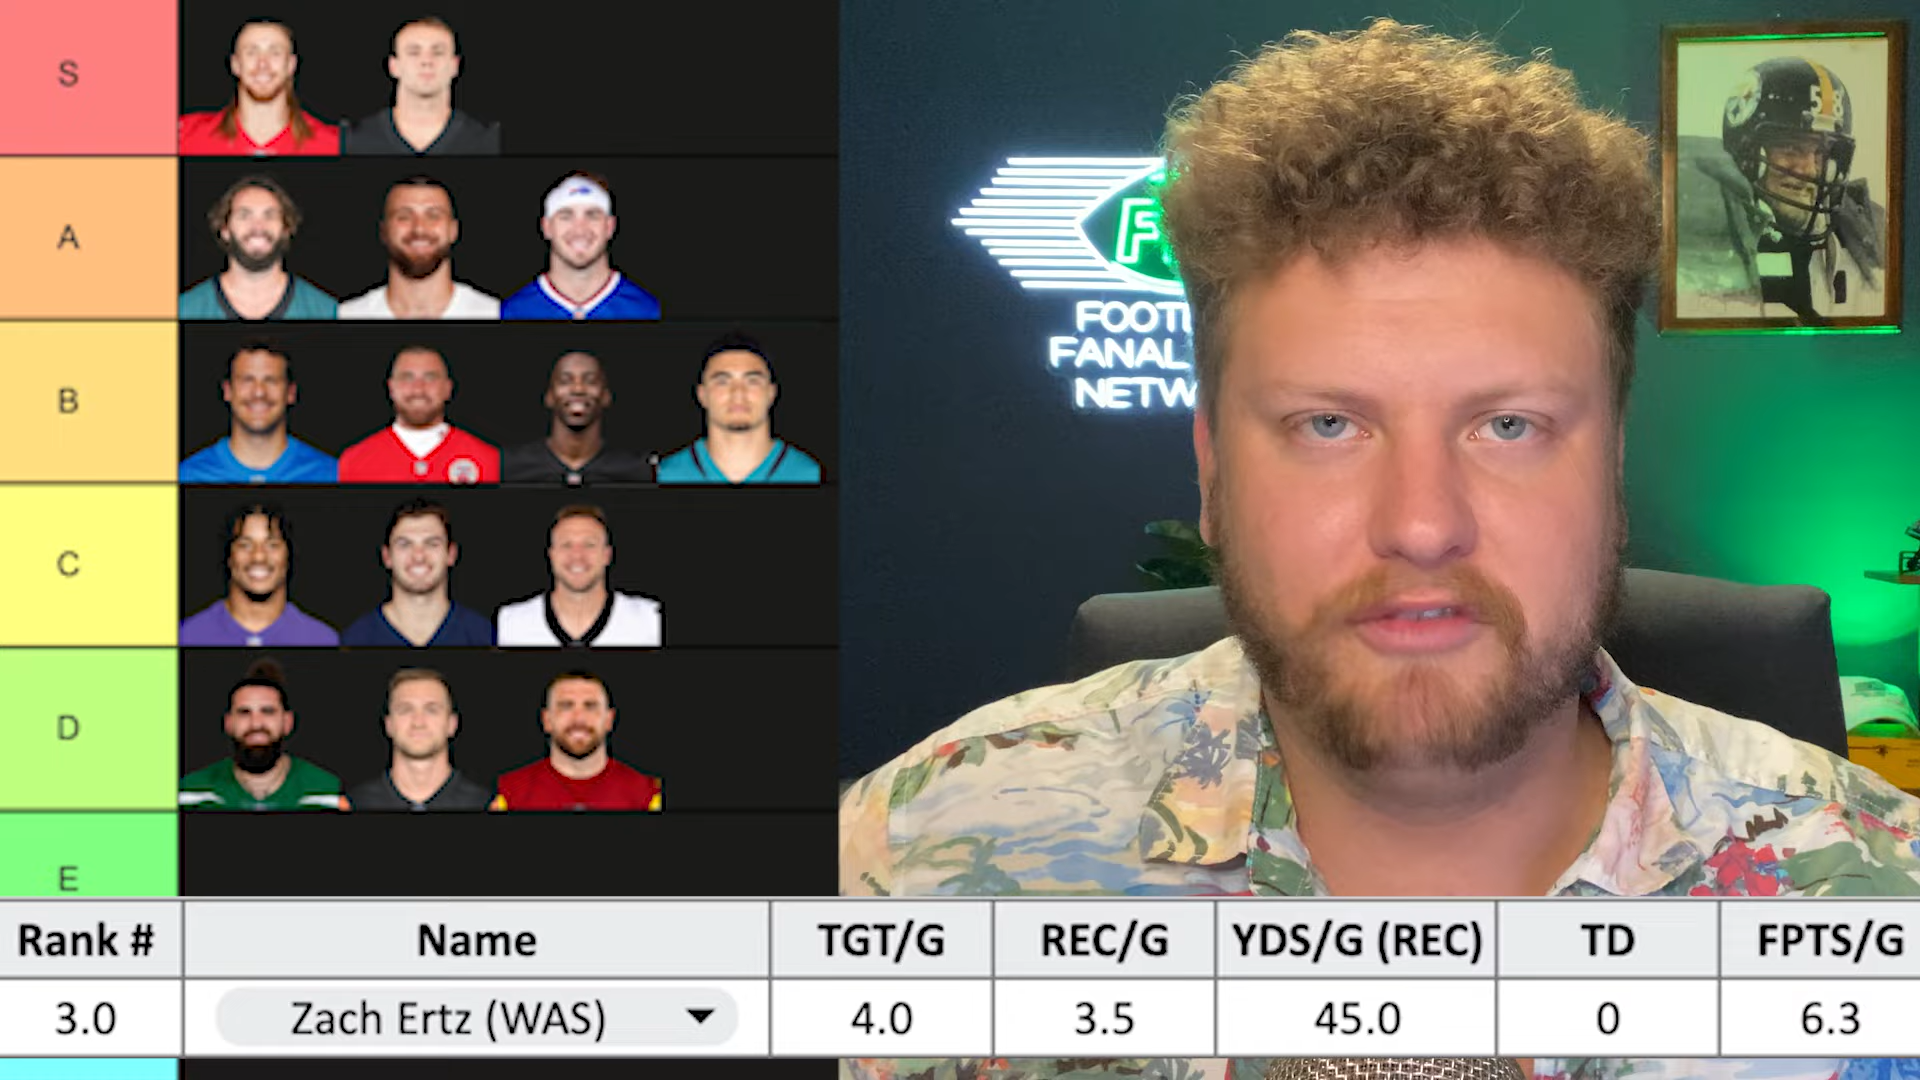 S
A
B
C
D
E
FOOT
FANAL
NETW
58
Rank # Name TGT/G REC/G YDS/G (REC) TD FPTS/G
3.0 Zach Ertz (WAS) 4.0 3.5 45.0 0 6.3